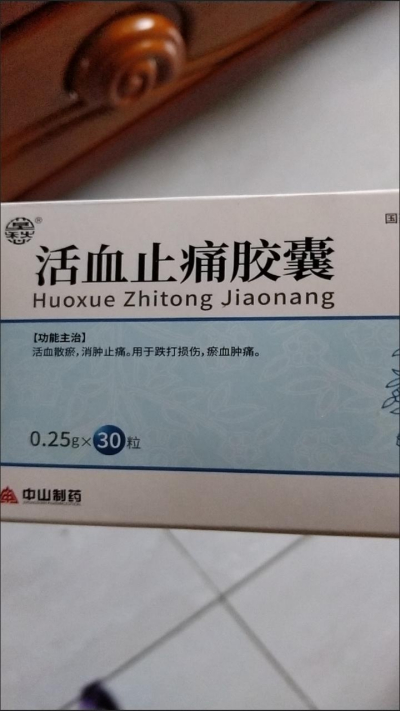 ®
国
活血止痛胶囊
Huoxue Zhitong Jiaonang
【功能主治】
活血散瘀，消肿止痛。用于跌打损伤，瘀血肿痛。
0.25g×30粒
中山制药